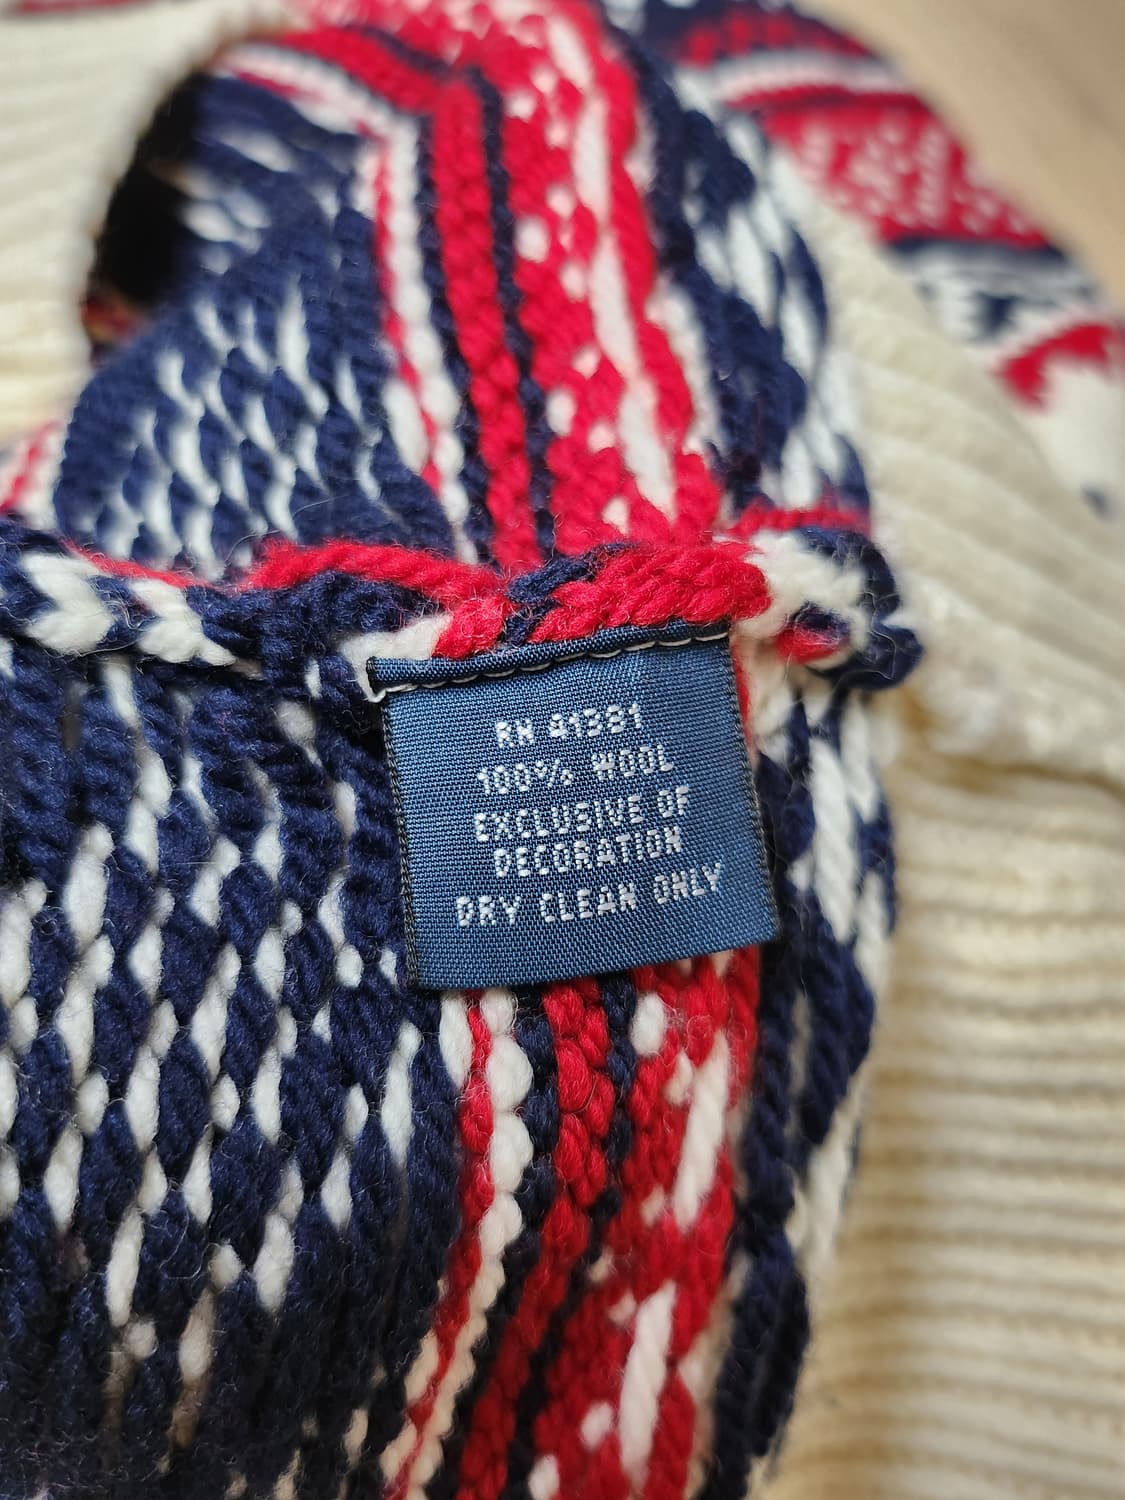 RN 41381
100% WOOL
EXCLUSIVE OF
DECORATION
DRY CLEAN ONLY